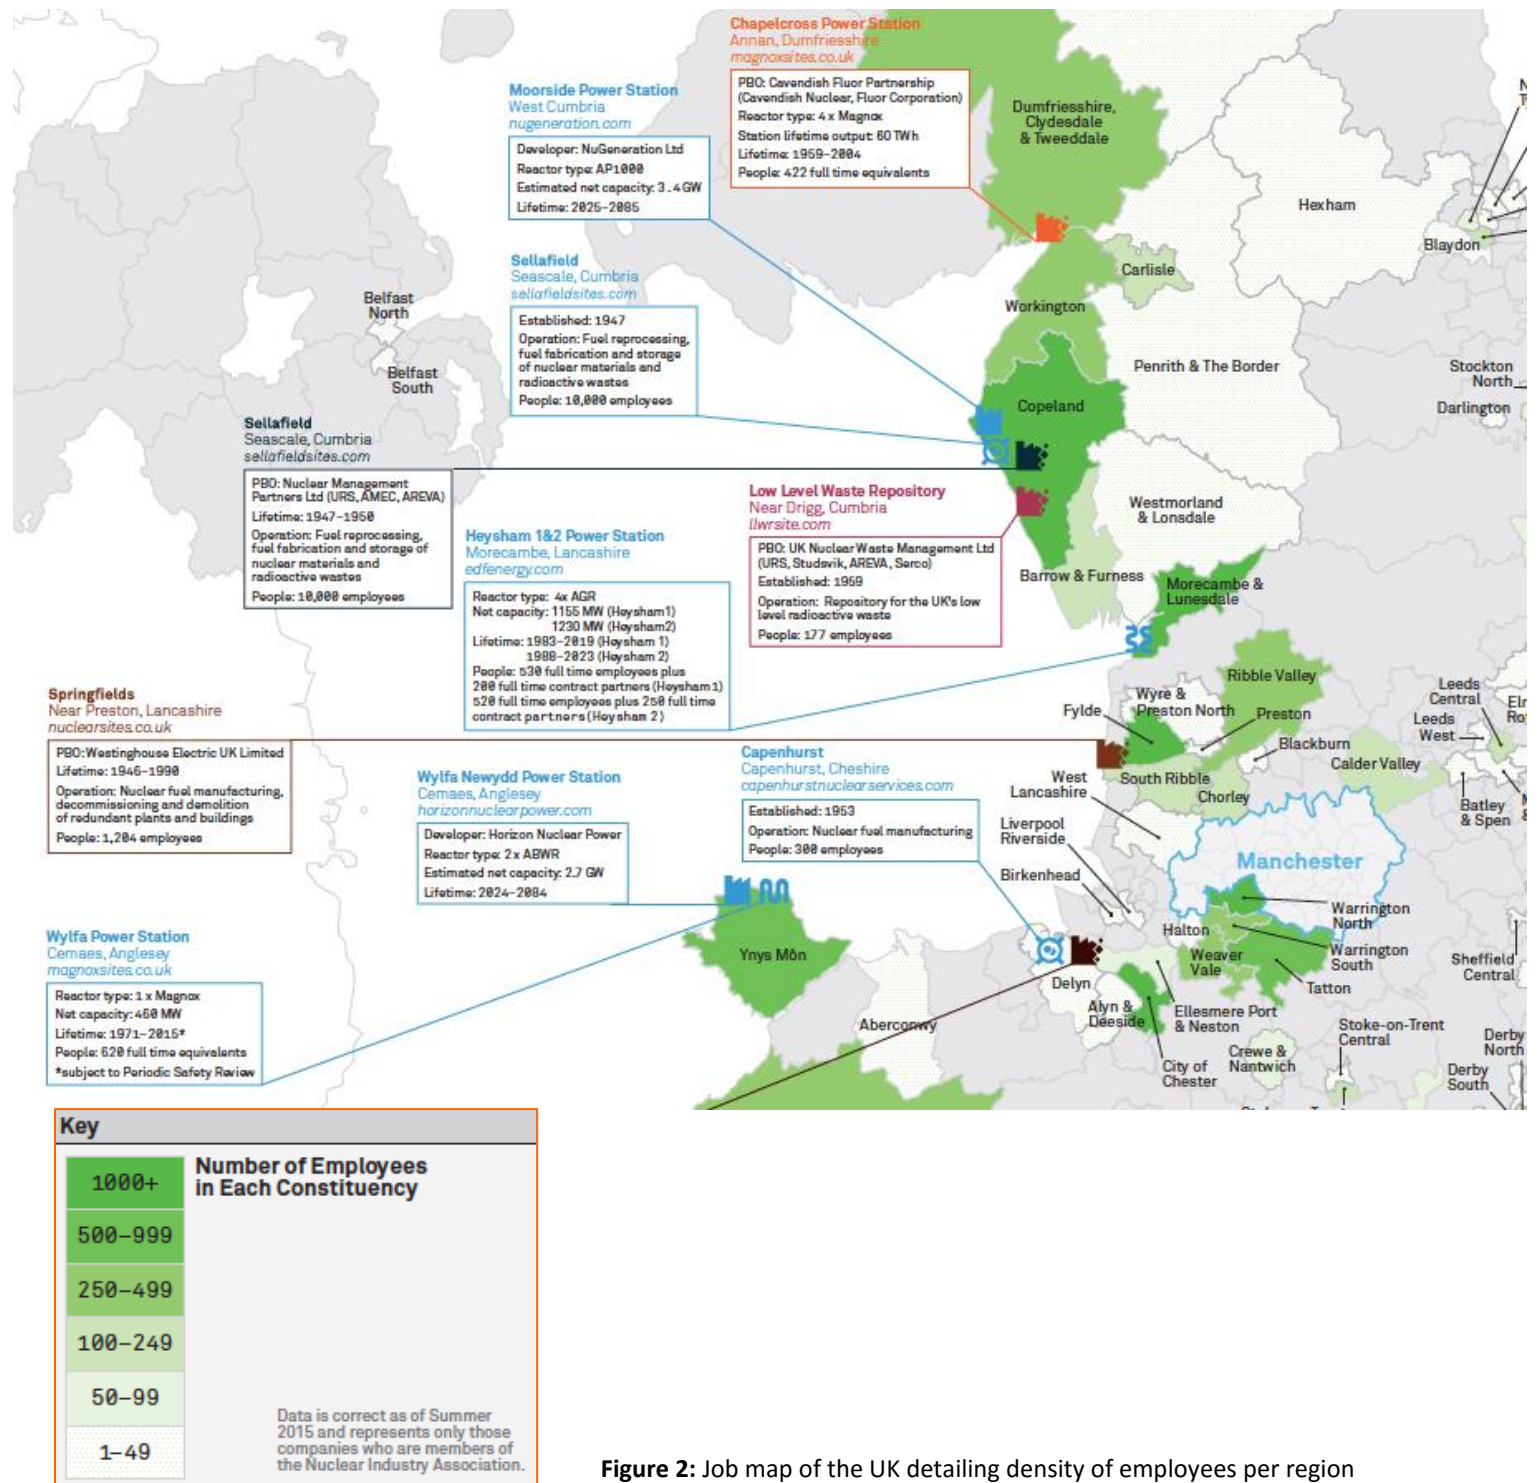 Chapelcross Power Station
Annan, Dumfriesshire
magnoxsites.co.uk
PBO: Cavendish Fluor Partnership
(Cavendish Nuclear, Fluor Corporation)
Reactor type: 4 x Magnox
Station lifetime output: 60 TWh
Lifetime: 1959–2004
People: 422 full time equivalents
Moorside Power Station
West Cumbria
nugeneration.com
Developer: NuGeneration Ltd
Reactor type: AP1000
Estimated net capacity: 3.4 GW
Lifetime: 2025–2085
Dumfriesshire,
Clydesdale
& Tweeddale
Hexham
Blaydon
Carlisle
Workington
Sellafield
Seascale, Cumbria
sellafieldsites.com
Established: 1947
Operation: Fuel reprocessing,
fuel fabrication and storage
of nuclear materials and
radioactive wastes
People: 10,000 employees
Belfast
North
Belfast
South
Penrith & The Border
Stockton
North
Darlington
Copeland
Sellafield
Seascale, Cumbria
sellafieldsites.com
PBO: Nuclear Management
Partners Ltd (URS, AMEC, AREVA)
Lifetime: 1947–1950
Operation: Fuel reprocessing,
fuel fabrication and storage of
nuclear materials and
radioactive wastes
People: 10,000 employees
Heysham 1&2 Power Station
Morecambe, Lancashire
edfenergy.com
Reactor type: 4x AGR
Net capacity: 1155 MW (Heysham1)
1230 MW (Heysham2)
Lifetime: 1983–2019 (Heysham 1)
1988–2023 (Heysham 2)
People: 530 full time employees plus
200 full time contract partners (Heysham 1)
520 full time employees plus 250 full time
contract partners (Heysham 2)
Low Level Waste Repository
Near Drigg, Cumbria
llwrsite.com
PBO: UK Nuclear Waste Management Ltd
(URS, Studsvik, AREVA, Serco)
Established: 1959
Operation: Repository for the UK's low
level radioactive waste
People: 177 employees
Westmorland
& Lonsdale
Barrow & Furness
Morecambe &
Lunesdale
Springfields
Near Preston, Lancashire
nuclearsites.co.uk
PBO: Westinghouse Electric UK Limited
Lifetime: 1946–1990
Operation: Nuclear fuel manufacturing,
decommissioning and demolition
of redundant plants and buildings
People: 1,204 employees
Ribble Valley
Wyre &
Preston North
Fylde
Preston
Blackburn
South Ribble
Chorley
West
Lancashire
Calder Valley
Leeds
Central
Leeds
West
Batley
& Spen
Wylfa Newydd Power Station
Cemaes, Anglesey
horizonnuclearpower.com
Developer: Horizon Nuclear Power
Reactor type: 2 x ABWR
Estimated net capacity: 2.7 GW
Lifetime: 2024–2084
Capenhurst
Capenhurst, Cheshire
capenhurstnuclearservices.com
Established: 1953
Operation: Nuclear fuel manufacturing
People: 300 employees
Liverpool
Riverside
Birkenhead
Manchester
Warrington
North
Halton
Warrington
South
Weaver
Vale
Tatton
Sheffield
Central
Wylfa Power Station
Cemaes, Anglesey
magnoxsites.co.uk
Reactor type: 1 x Magnox
Net capacity: 460 MW
Lifetime: 1971–2015*
People: 620 full time equivalents
*subject to Periodic Safety Review
Ynys Môn
Delyn
Aberconwy
Alyn &
Deeside
Ellesmere Port
& Neston
City of
Chester
Crewe &
Nantwich
Stoke-on-Trent
Central
Derby
North
Derby
South
Key
Number of Employees
in Each Constituency
1000+
500–999
250–499
100–249
50–99
1–49
Data is correct as of Summer
2015 and represents only those
companies who are members of
the Nuclear Industry Association.
Figure 2: Job map of the UK detailing density of employees per region